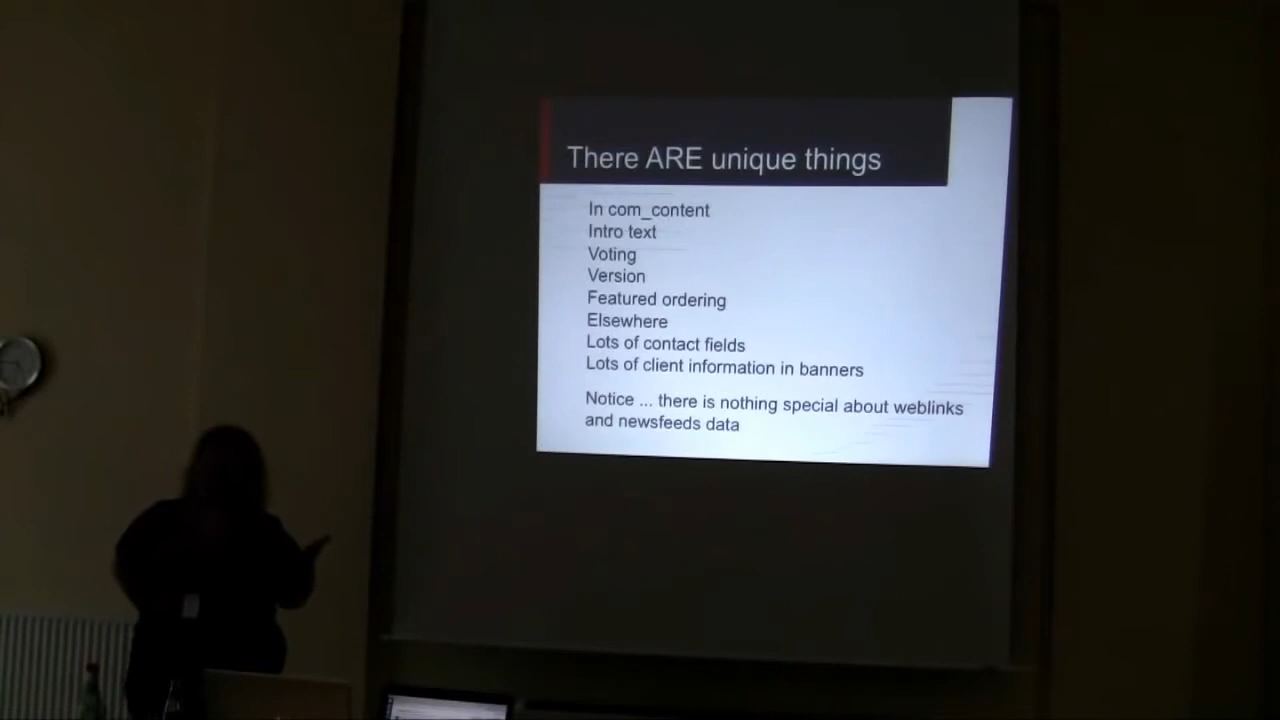 There ARE unique things
In com_content
Intro text
Voting
Version
Featured ordering
Elsewhere
Lots of contact fields
Lots of client information in banners
Notice ... there is nothing special about weblinks
and newsfeeds data